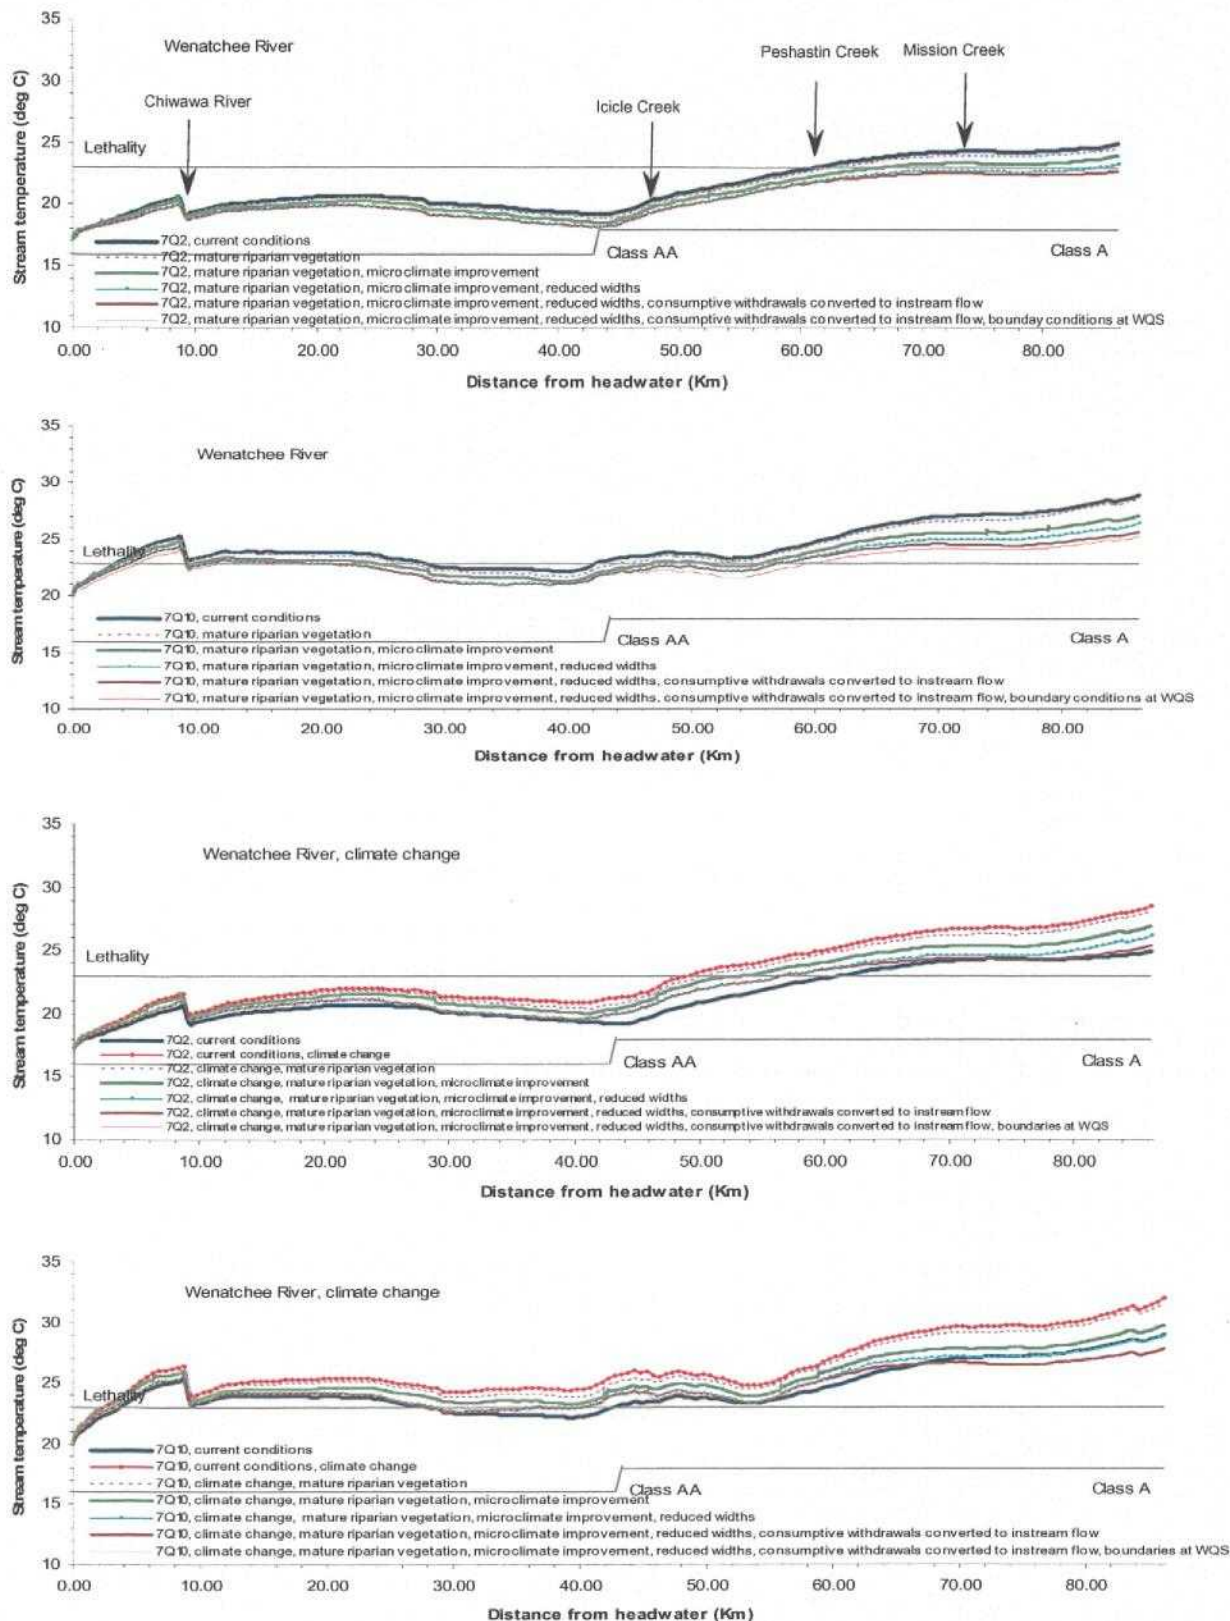 35
Wenatchee River
Peshastin Creek
Mission Creek
30
Chiwawa River
Icicle Creek
25
Lethality
20
7Q2, current conditions
7Q2, mature riparian vegetation
Class AA
Class A
15
7Q2, mature riparian vegetation, microclimate improvement
7Q2, mature riparian vegetation, microclimate improvement, reduced widths
7Q2, mature riparian vegetation, microclimate improvement, reduced widths, consumptive withdrawals converted to instream flow
7Q2, mature riparian vegetation, microclimate improvement, reduced widths, consumptive withdrawals converted to instream flow, bounday conditions at WQS
10
Stream temperature (deg C)
0.00 10.00 20.00 30.00 40.00 50.00 60.00 70.00 80.00
Distance from headwater (Km)
35
Wenatchee River
30
25
Lethality
20
7Q10, current conditions
7Q10, mature riparian vegetation
Class AA
Class A
15
7Q10, mature riparian vegetation, microclimate improvement
7Q10, mature riparian vegetation, microclimate improvement, reduced widths
7Q10, mature riparian vegetation, microclimate improvement, reduced widths, consumptive withdrawals converted to instream flow
7Q10, mature riparian vegetation, microclimate improvement, reduced widths, consumptive withdrawals converted to instream flow, boundary conditions at WQS
10
Stream temperature (deg C)
0.00 10.00 20.00 30.00 40.00 50.00 60.00 70.00 80.00
Distance from headwater (Km)
35
Wenatchee River, climate change
30
25
Lethality
20
7Q2, current conditions
7Q2, current conditions, climate change
Class AA
Class A
7Q2, climate change, mature riparian vegetation
15
7Q2, climate change, mature riparian vegetation, microclimate improvement
7Q2, climate change, mature riparian vegetation, microclimate improvement, reduced widths
7Q2, climate change, mature riparian vegetation, microclimate improvement, reduced widths, consumptive withdrawals converted to instream flow
7Q2, climate change, mature riparian vegetation, microclimate improvement, reduced widths, consumptive withdrawals converted to instream flow, boundaries at WQS
10
Stream temperature (deg C)
0.00 10.00 20.00 30.00 40.00 50.00 60.00 70.00 80.00
Distance from headwater (Km)
35
Wenatchee River, climate change
30
25
Lethality
20
7Q10, current conditions
7Q10, current conditions, climate change
7Q10, climate change, mature riparian vegetation
Class AA
Class A
15
7Q10, climate change, mature riparian vegetation, microclimate improvement
7Q10, climate change, mature riparian vegetation, microclimate improvement, reduced widths
7Q10, climate change, mature riparian vegetation, microclimate improvement, reduced widths, consumptive withdrawals converted to instream flow
7Q10, climate change, mature riparian vegetation, microclimate improvement, reduced widths, consumptive withdrawals converted to instream flow, boundaries at WQS
10
Stream temperature (deg C)
0.00 10.00 20.00 30.00 40.00 50.00 60.00 70.00 80.00
Distance from headwater (Km)